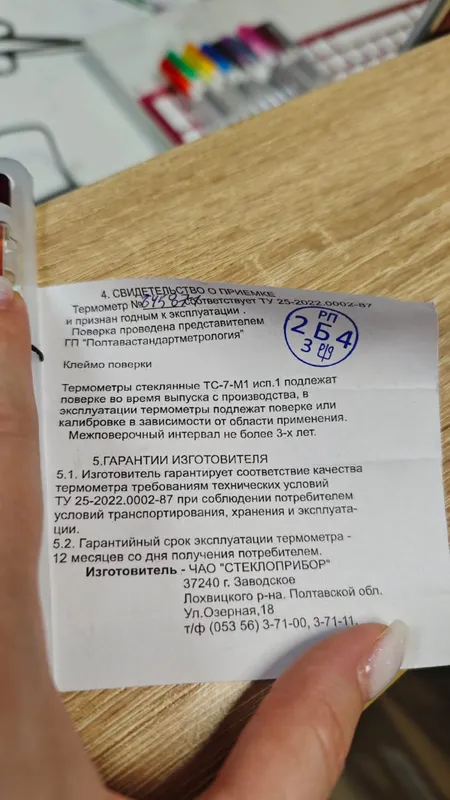 4. СВИДЕТЕЛЬСТВО О ПРИЕМКЕ
Термометр № соответствует ТУ 25-2022.0002-87
и признан годным к эксплуатации .
Поверка проведена представителем
ГП "Полтавастандартметрология"
РП
2 Б 4
3
Клеймо поверки
Термометры стеклянные ТС-7-М1 исп.1 подлежат
поверке во время выпуска с производства, в
эксплуатации термометры подлежат поверке или
калибровке в зависимости от области применения.
Межповерочный интервал не более 3-х лет.
5.ГАРАНТИИ ИЗГОТОВИТЕЛЯ
5.1. Изготовитель гарантирует соответствие качества
термометра требованиям технических условий
ТУ 25-2022.0002-87 при соблюдении потребителем
условий транспортирования, хранения и эксплуата-
ции.
5.2. Гарантийный срок эксплуатации термометра -
12 месяцев со дня получения потребителем.
Изготовитель - ЧАО "СТЕКЛОПРИБОР"
37240 г. Заводское
Лохвицкого р-на. Полтавской обл.
Ул.Озерная,18
т/ф (053 56) 3-71-00, 3-71-11.